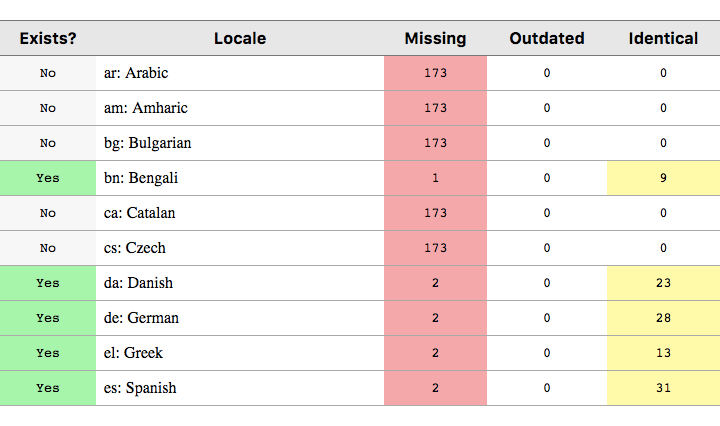 Exists? Locale Missing Outdated Identical
No ar: Arabic 173 0 0
No am: Amharic 173 0 0
No bg: Bulgarian 173 0 0
Yes bn: Bengali 1 0 9
No ca: Catalan 173 0 0
No cs: Czech 173 0 0
Yes da: Danish 2 0 23
Yes de: German 2 0 28
Yes el: Greek 2 0 13
Yes es: Spanish 2 0 31